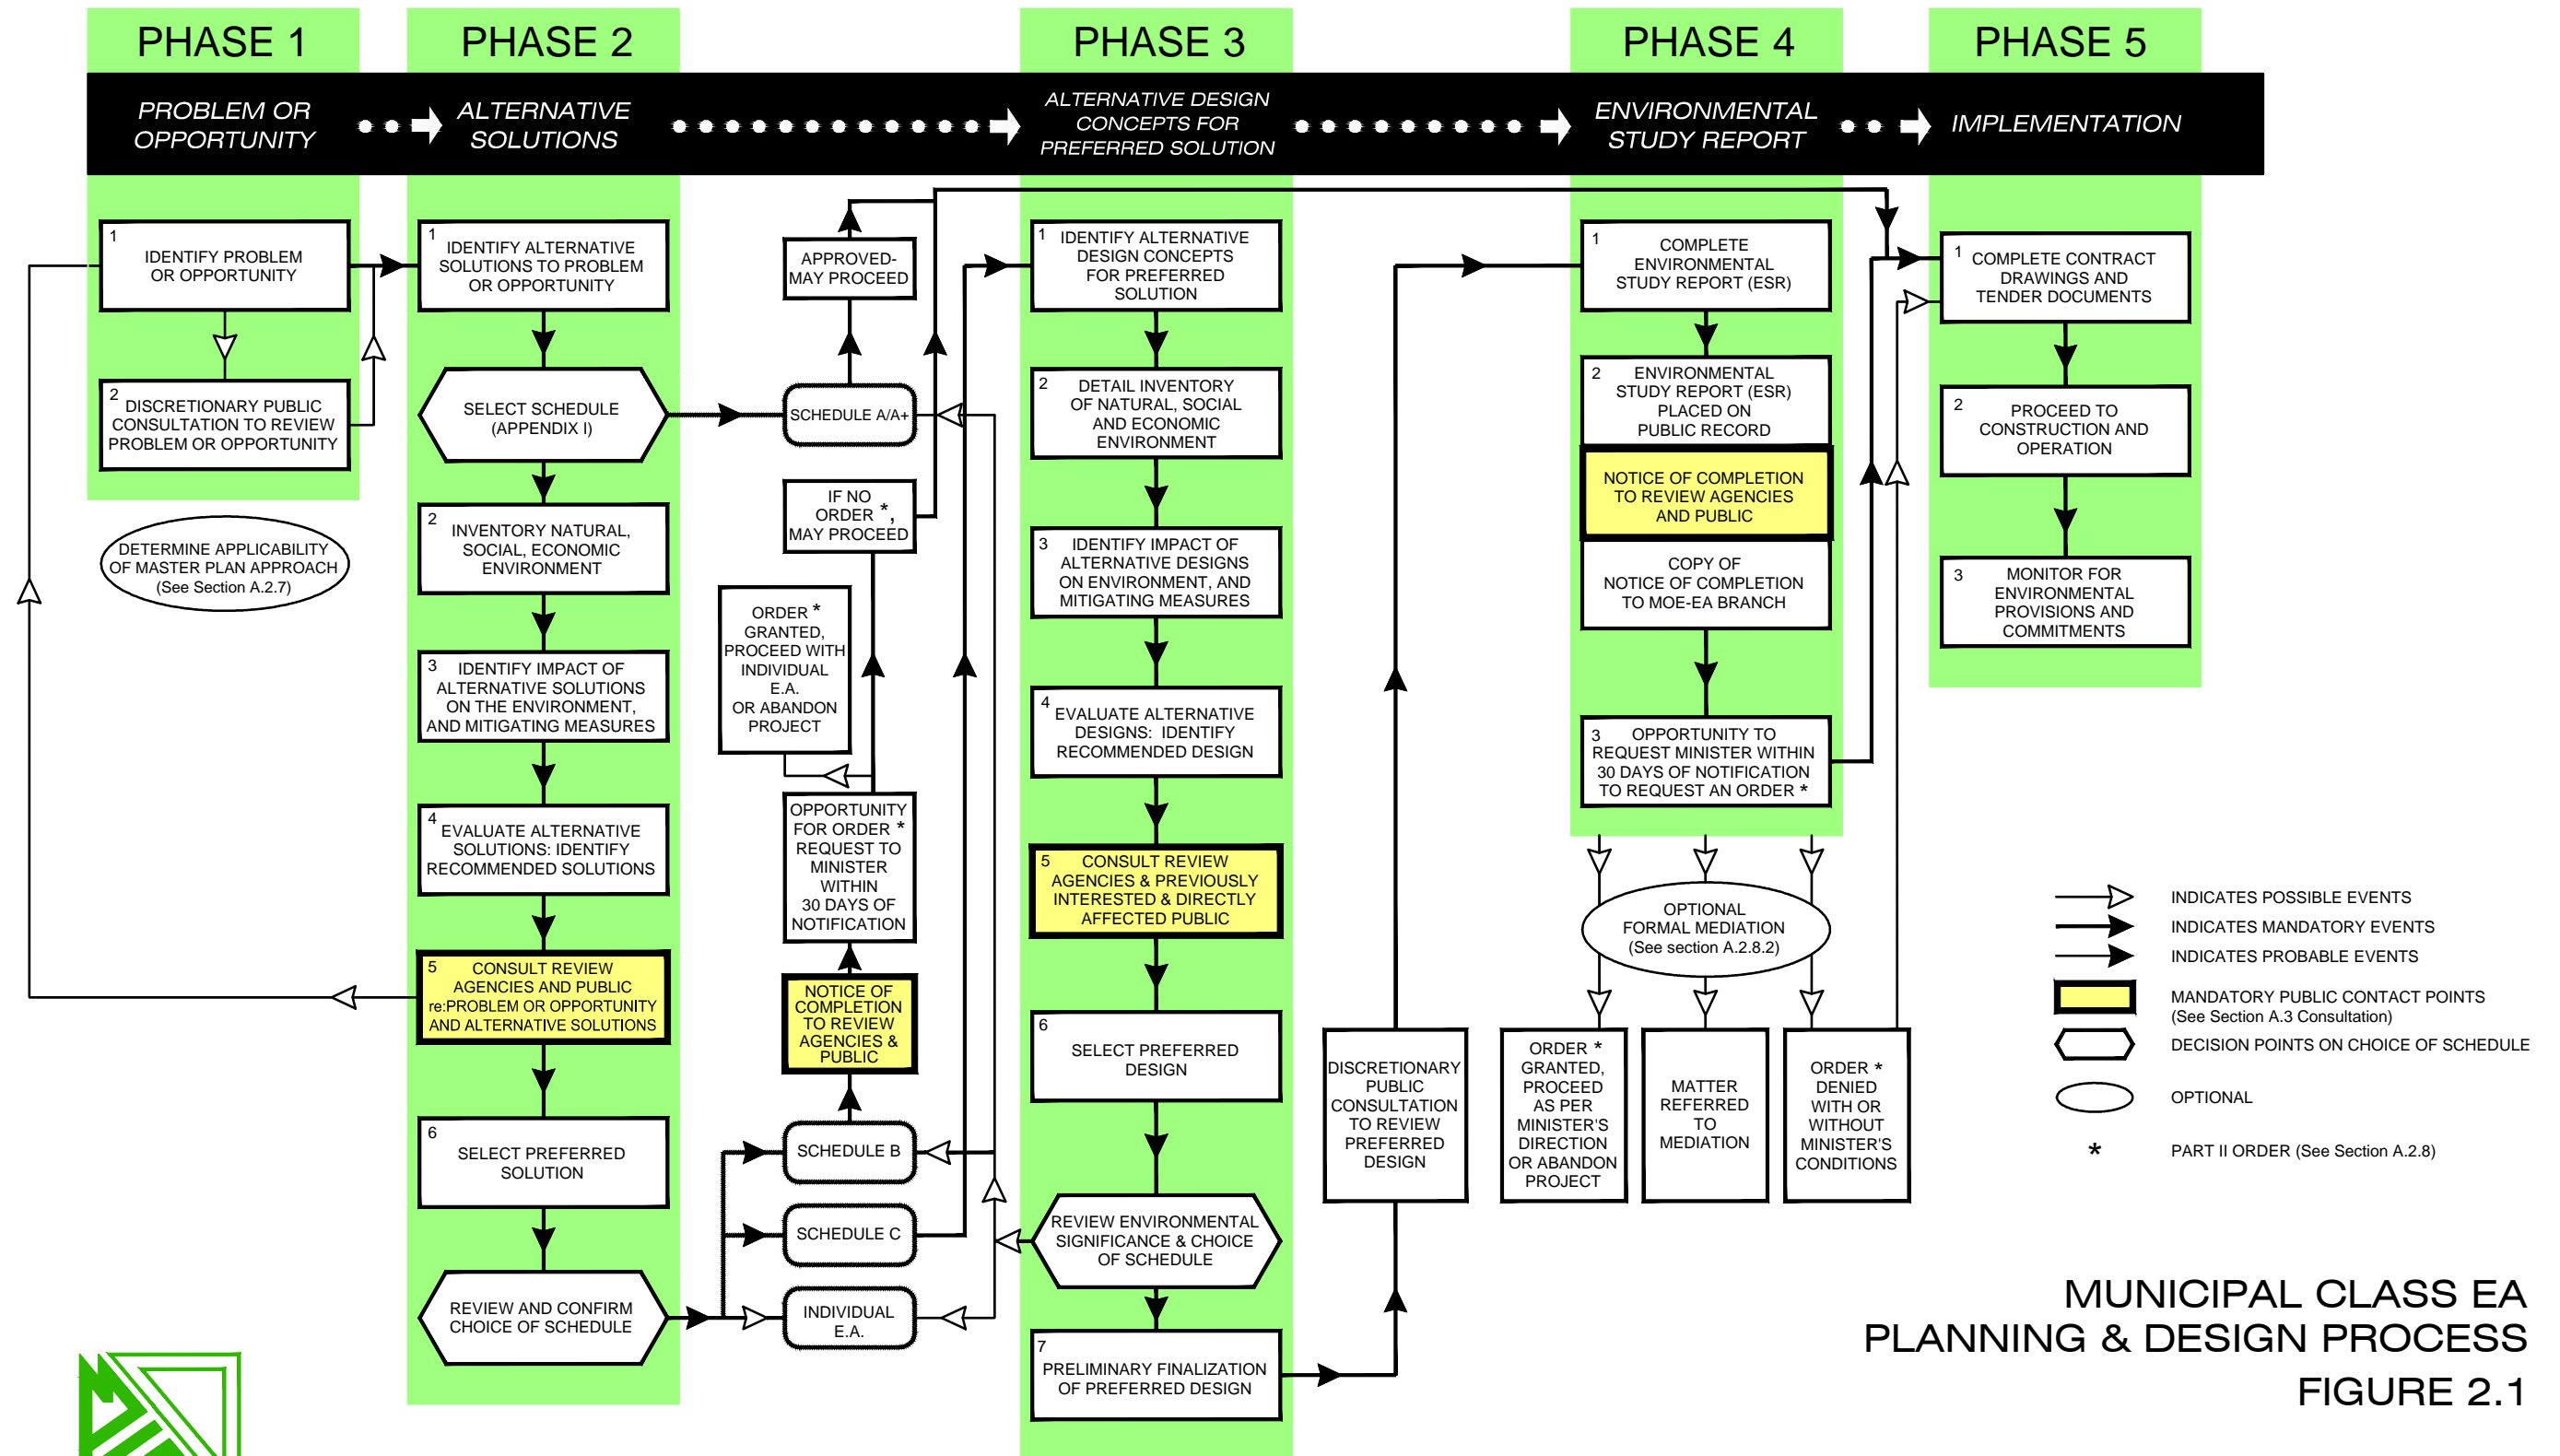 PHASE 1
PHASE 2
PHASE 3
PHASE 4
PHASE 5
PROBLEM OR
OPPORTUNITY
ALTERNATIVE
SOLUTIONS
ALTERNATIVE DESIGN
CONCEPTS FOR
PREFERRED SOLUTION
ENVIRONMENTAL
STUDY REPORT
IMPLEMENTATION
1
IDENTIFY PROBLEM
OR OPPORTUNITY
2
DISCRETIONARY PUBLIC
CONSULTATION TO REVIEW
PROBLEM OR OPPORTUNITY
DETERMINE APPLICABILITY
OF MASTER PLAN APPROACH
(See Section A.2.7)
1
IDENTIFY ALTERNATIVE
SOLUTIONS TO PROBLEM
OR OPPORTUNITY
SELECT SCHEDULE
(APPENDIX I)
2
INVENTORY NATURAL,
SOCIAL, ECONOMIC
ENVIRONMENT
3 IDENTIFY IMPACT OF
ALTERNATIVE SOLUTIONS
ON THE ENVIRONMENT,
AND MITIGATING MEASURES
4
EVALUATE ALTERNATIVE
SOLUTIONS: IDENTIFY
RECOMMENDED SOLUTIONS
5 CONSULT REVIEW
AGENCIES AND PUBLIC
re:PROBLEM OR OPPORTUNITY
AND ALTERNATIVE SOLUTIONS
6
SELECT PREFERRED
SOLUTION
REVIEW AND CONFIRM
CHOICE OF SCHEDULE
APPROVED-
MAY PROCEED
SCHEDULE A/A+
IF NO
ORDER *,
MAY PROCEED
ORDER *
GRANTED,
PROCEED WITH
INDIVIDUAL
E.A.
OR ABANDON
PROJECT
OPPORTUNITY
FOR ORDER *
REQUEST TO
MINISTER
WITHIN
30 DAYS OF
NOTIFICATION
NOTICE OF
COMPLETION
TO REVIEW
AGENCIES &
PUBLIC
SCHEDULE B
SCHEDULE C
INDIVIDUAL
E.A.
1 IDENTIFY ALTERNATIVE
DESIGN CONCEPTS
FOR PREFERRED
SOLUTION
2 DETAIL INVENTORY
OF NATURAL, SOCIAL
AND ECONOMIC
ENVIRONMENT
3 IDENTIFY IMPACT OF
ALTERNATIVE DESIGNS
ON ENVIRONMENT, AND
MITIGATING MEASURES
4
EVALUATE ALTERNATIVE
DESIGNS: IDENTIFY
RECOMMENDED DESIGN
5 CONSULT REVIEW
AGENCIES & PREVIOUSLY
INTERESTED & DIRECTLY
AFFECTED PUBLIC
6
SELECT PREFERRED
DESIGN
REVIEW ENVIRONMENTAL
SIGNIFICANCE & CHOICE
OF SCHEDULE
7
PRELIMINARY FINALIZATION
OF PREFERRED DESIGN
DISCRETIONARY
PUBLIC
CONSULTATION
TO REVIEW
PREFERRED
DESIGN
1 COMPLETE
ENVIRONMENTAL
STUDY REPORT (ESR)
2 ENVIRONMENTAL
STUDY REPORT (ESR)
PLACED ON
PUBLIC RECORD
NOTICE OF COMPLETION
TO REVIEW AGENCIES
AND PUBLIC
COPY OF
NOTICE OF COMPLETION
TO MOE-EA BRANCH
3 OPPORTUNITY TO
REQUEST MINISTER WITHIN
30 DAYS OF NOTIFICATION
TO REQUEST AN ORDER *
OPTIONAL
FORMAL MEDIATION
(See section A.2.8.2)
ORDER *
GRANTED,
PROCEED
AS PER
MINISTER'S
DIRECTION
OR ABANDON
PROJECT
MATTER
REFERRED
TO
MEDIATION
ORDER *
DENIED
WITH OR
WITHOUT
MINISTER'S
CONDITIONS
1 COMPLETE CONTRACT
DRAWINGS AND
TENDER DOCUMENTS
2 PROCEED TO
CONSTRUCTION AND
OPERATION
3 MONITOR FOR
ENVIRONMENTAL
PROVISIONS AND
COMMITMENTS
INDICATES POSSIBLE EVENTS
INDICATES MANDATORY EVENTS
INDICATES PROBABLE EVENTS
MANDATORY PUBLIC CONTACT POINTS
(See Section A.3 Consultation)
DECISION POINTS ON CHOICE OF SCHEDULE
OPTIONAL
* PART II ORDER (See Section A.2.8)
MUNICIPAL CLASS EA
PLANNING & DESIGN PROCESS
FIGURE 2.1